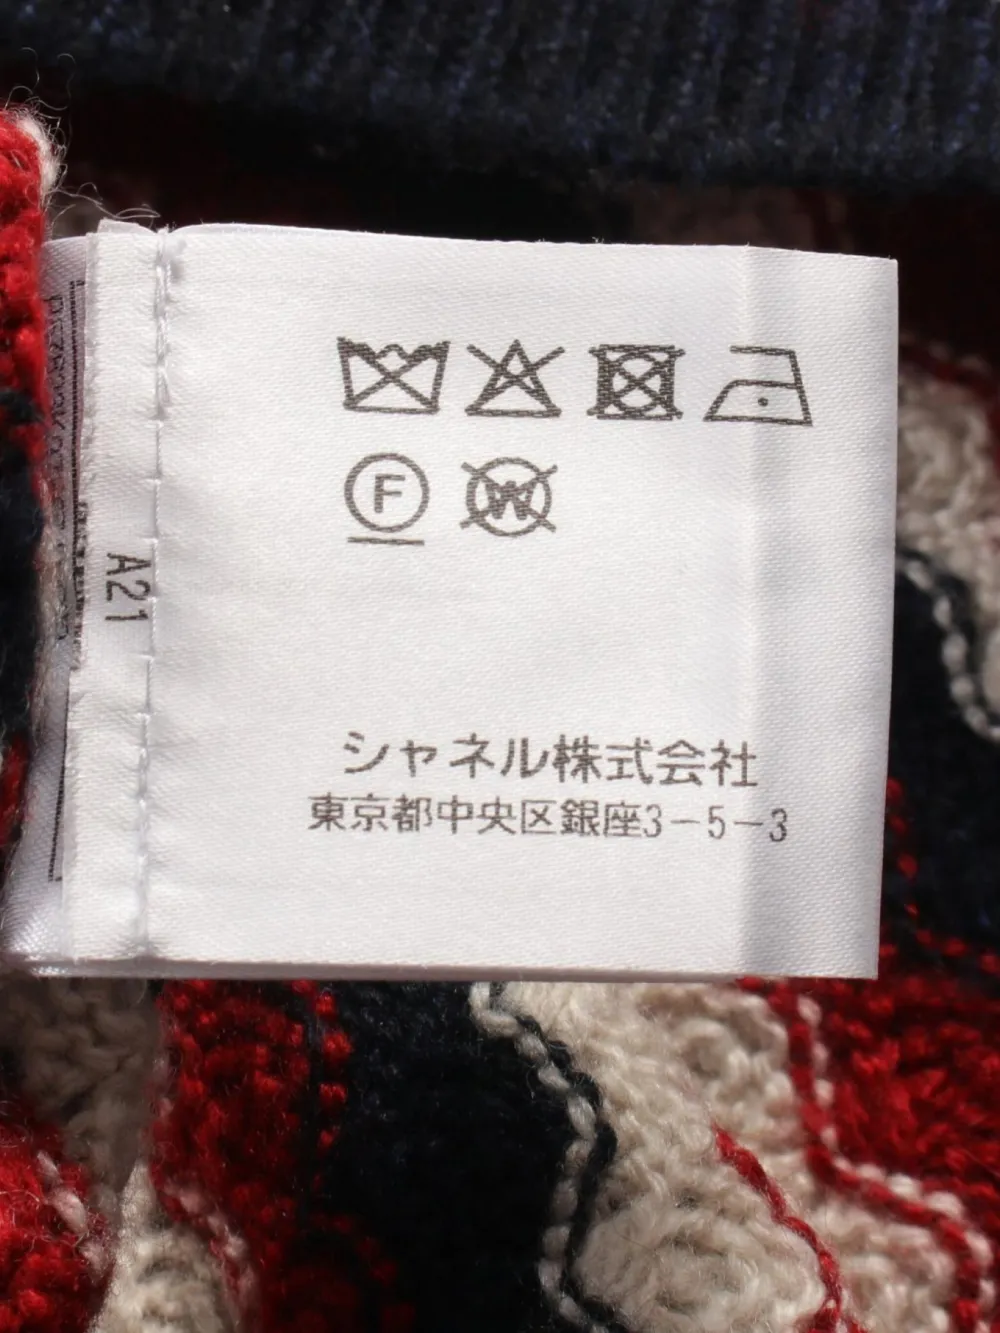 F W
A21
シャネル株式会社
東京都中央区銀座3-5-3